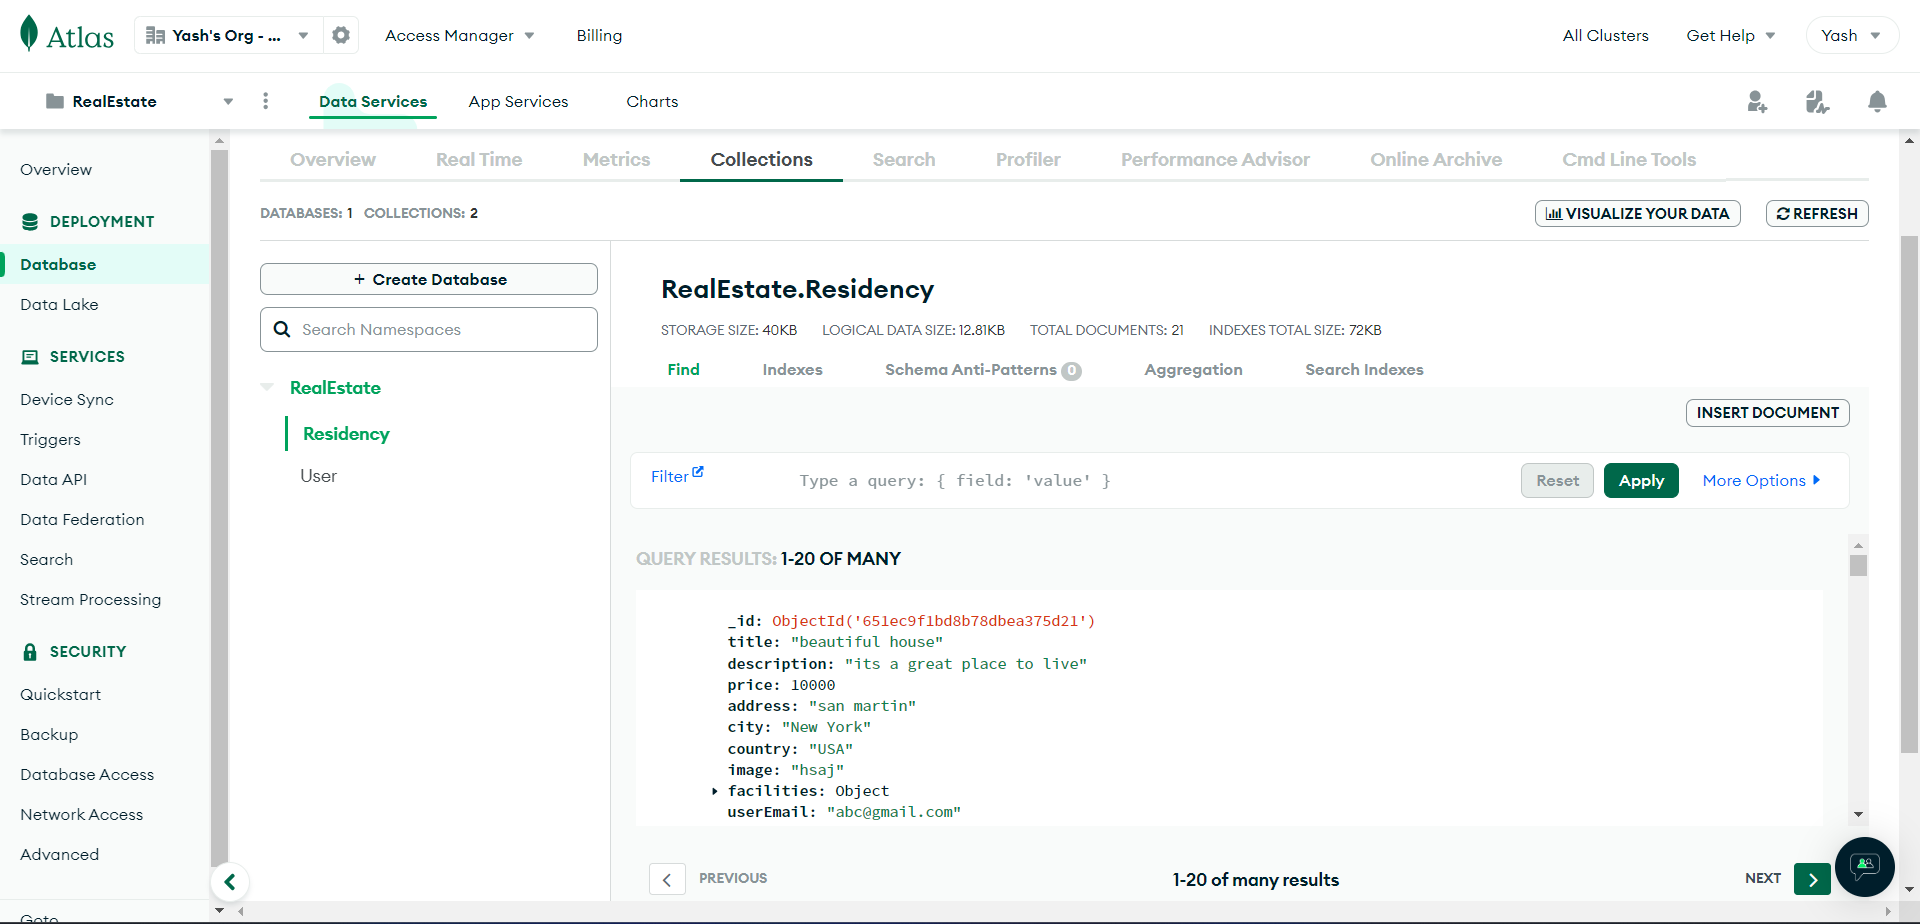 Atlas
Yash's Org - ...
Access Manager
Billing
All Clusters
Get Help
Yash
RealEstate
Data Services
App Services
Charts
Overview
DEPLOYMENT
Database
Data Lake
SERVICES
Device Sync
Triggers
Data API
Data Federation
Search
Stream Processing
SECURITY
Quickstart
Backup
Database Access
Network Access
Advanced
Goto
Overview
Real Time
Metrics
Collections
Search
Profiler
Performance Advisor
Online Archive
Cmd Line Tools
DATABASES: 1 COLLECTIONS: 2
VISUALIZE YOUR DATA
REFRESH
+ Create Database
Search Namespaces
RealEstate
Residency
User
RealEstate.Residency
STORAGE SIZE: 40KB
LOGICAL DATA SIZE: 12.81KB
TOTAL DOCUMENTS: 21
INDEXES TOTAL SIZE: 72KB
Find
Indexes
Schema Anti-Patterns 0
Aggregation
Search Indexes
INSERT DOCUMENT
Filter
Type a query: { field: 'value' }
Reset
Apply
More Options
QUERY RESULTS: 1-20 OF MANY
_id: ObjectId('651ec9f1bd8b78dbea375d21')
title: "beautiful house"
description: "its a great place to live"
price: 10000
address: "san martin"
city: "New York"
country: "USA"
image: "hsaj"
facilities: Object
userEmail: "abc@gmail.com"
PREVIOUS
1-20 of many results
NEXT